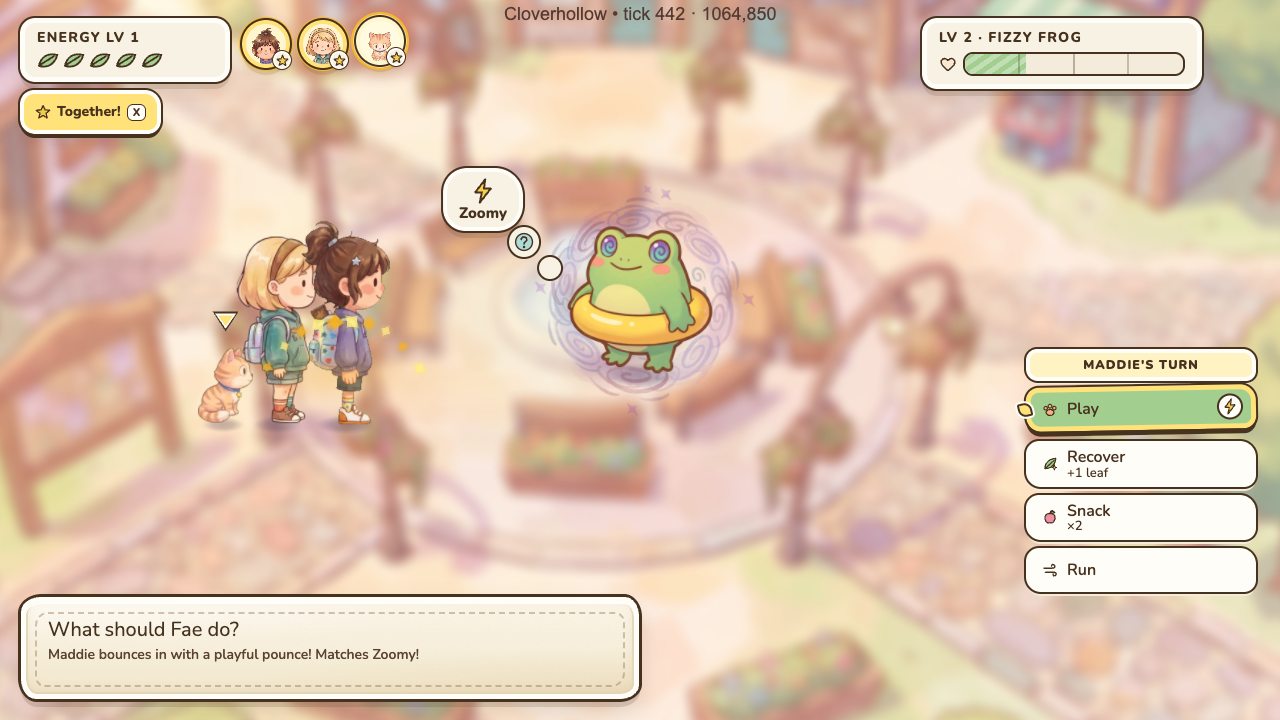 Cloverhollow • tick 442 · 1064,850
ENERGY LV 1
Together! X
LV 2 · FIZZY FROG
Zoomy
?
MADDIE'S TURN
Play
Recover
+1 leaf
Snack
×2
Run
What should Fae do?
Maddie bounces in with a playful pounce! Matches Zoomy!